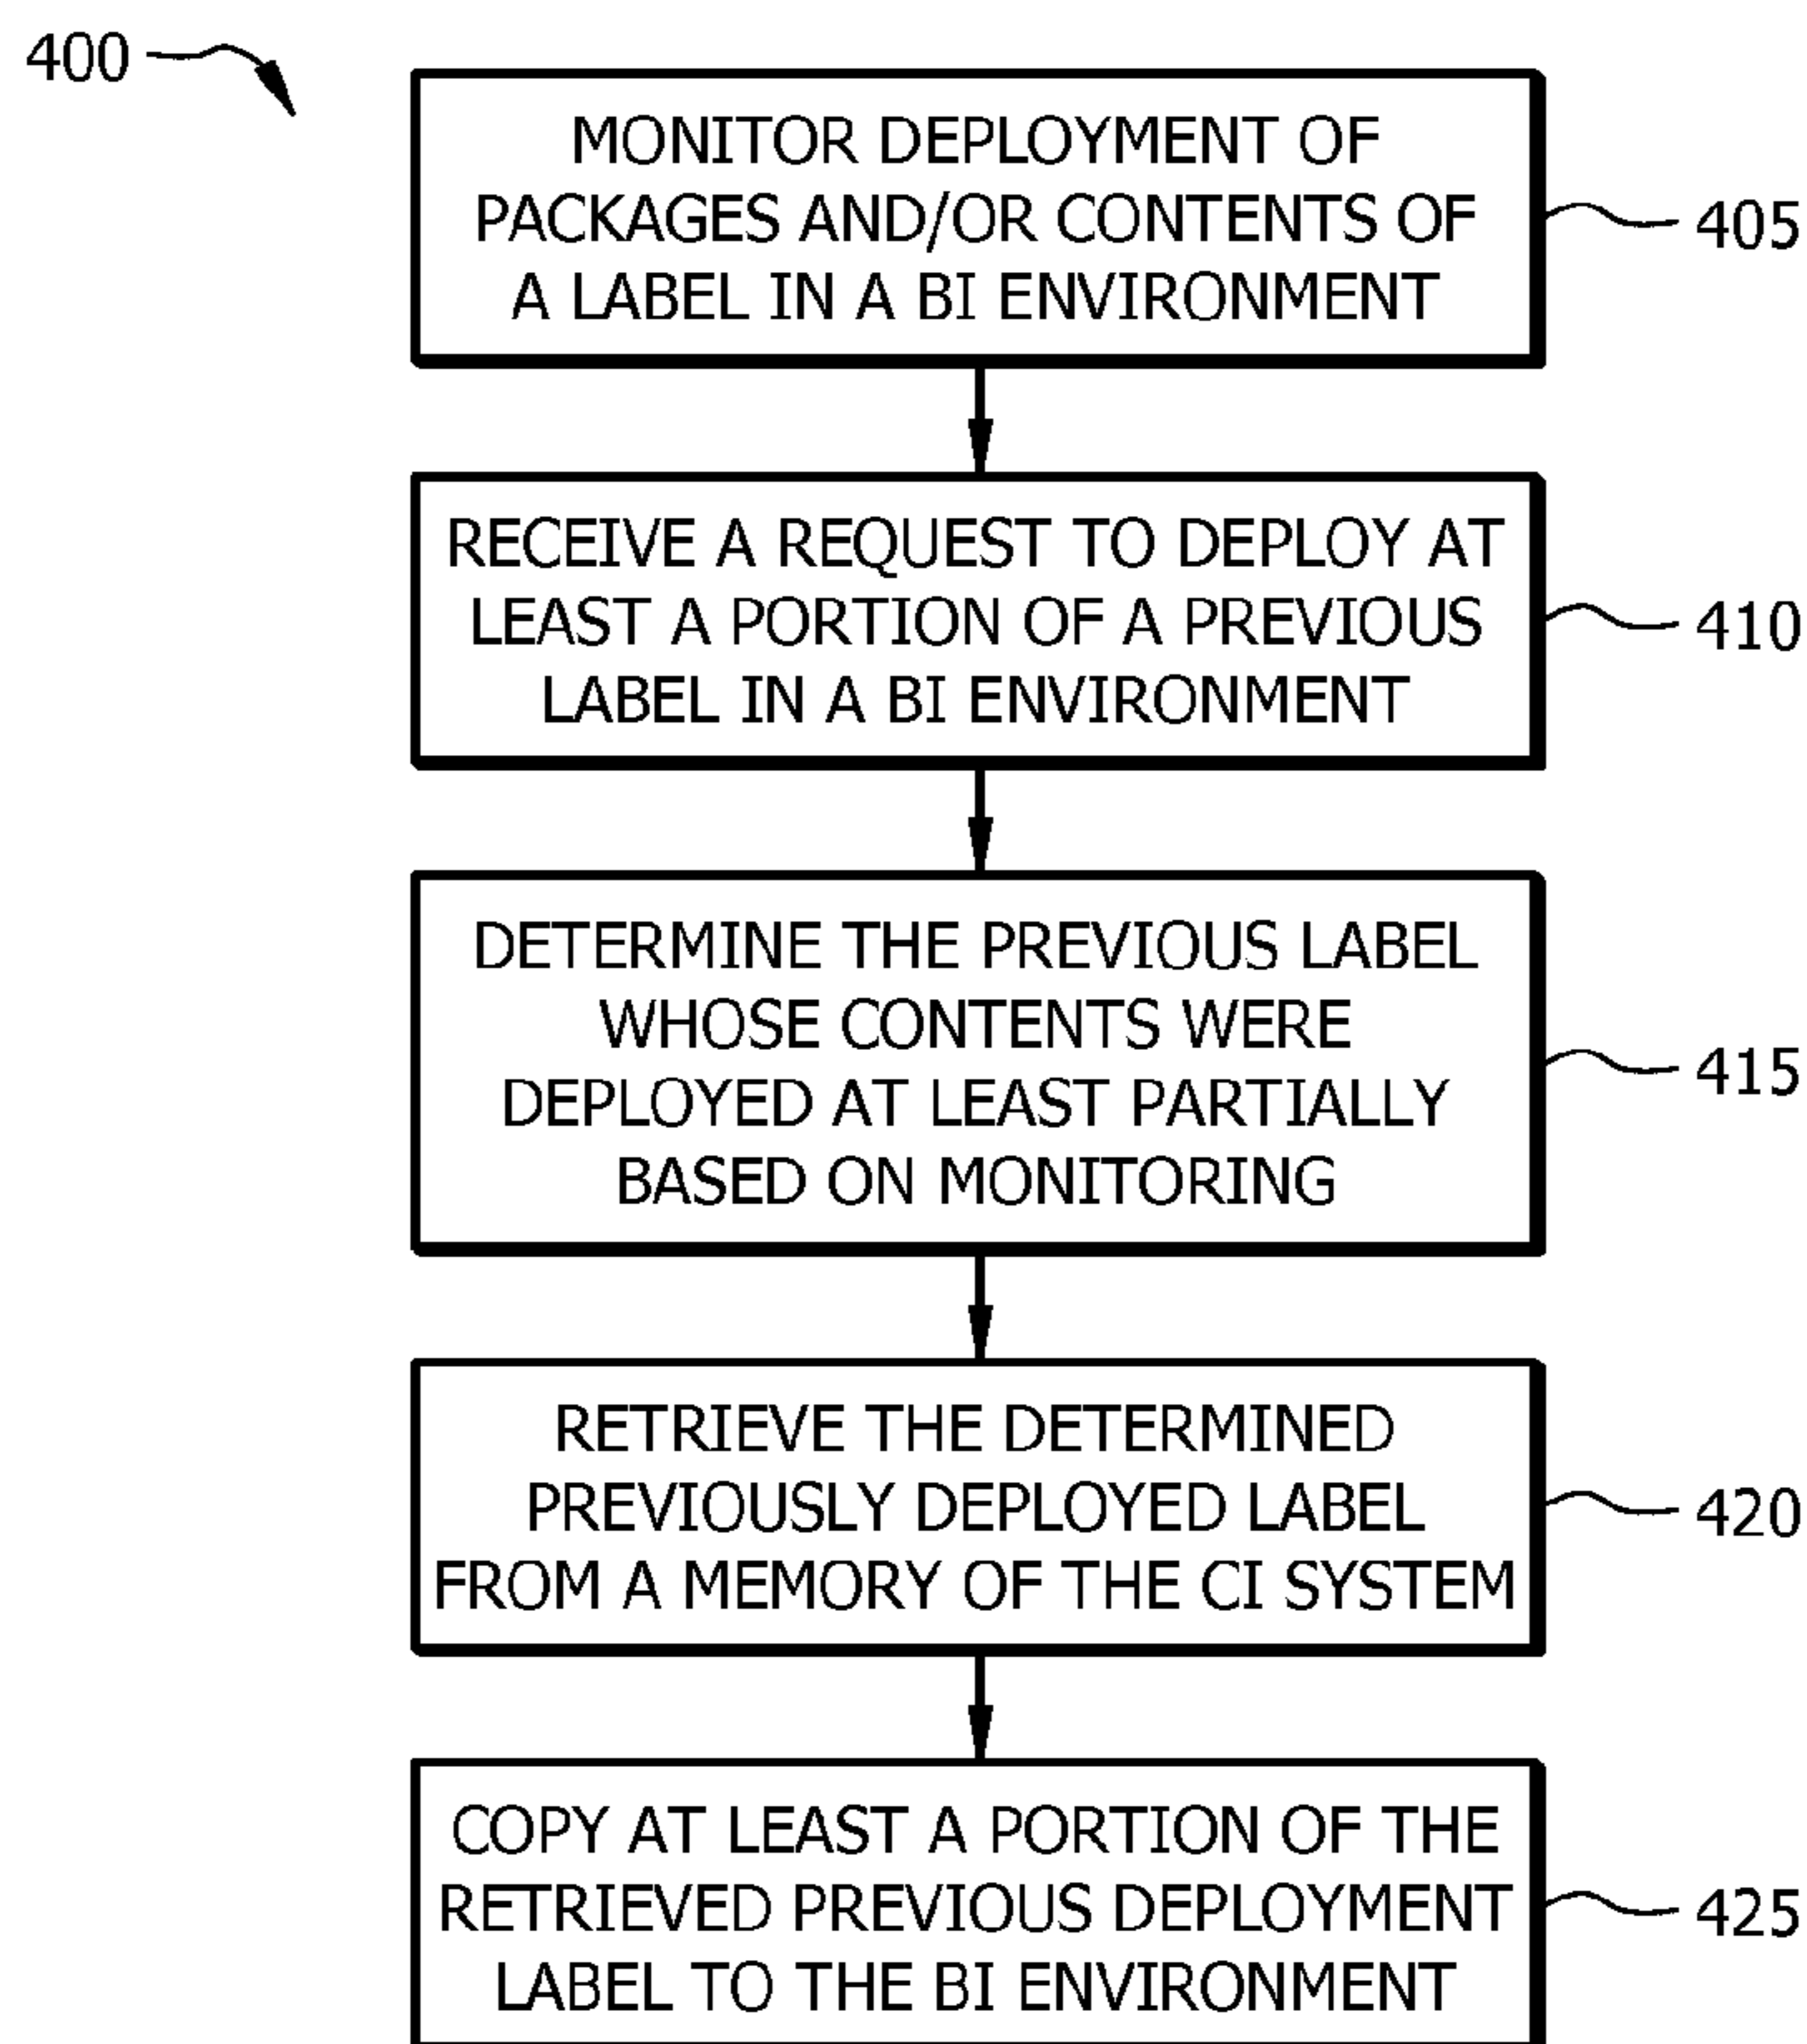 400
MONITOR DEPLOYMENT OF
PACKAGES AND/OR CONTENTS OF
A LABEL IN A BI ENVIRONMENT
405
RECEIVE A REQUEST TO DEPLOY AT
LEAST A PORTION OF A PREVIOUS
LABEL IN A BI ENVIRONMENT
410
DETERMINE THE PREVIOUS LABEL
WHOSE CONTENTS WERE
DEPLOYED AT LEAST PARTIALLY
BASED ON MONITORING
415
RETRIEVE THE DETERMINED
PREVIOUSLY DEPLOYED LABEL
FROM A MEMORY OF THE CI SYSTEM
420
COPY AT LEAST A PORTION OF THE
RETRIEVED PREVIOUS DEPLOYMENT
LABEL TO THE BI ENVIRONMENT
425